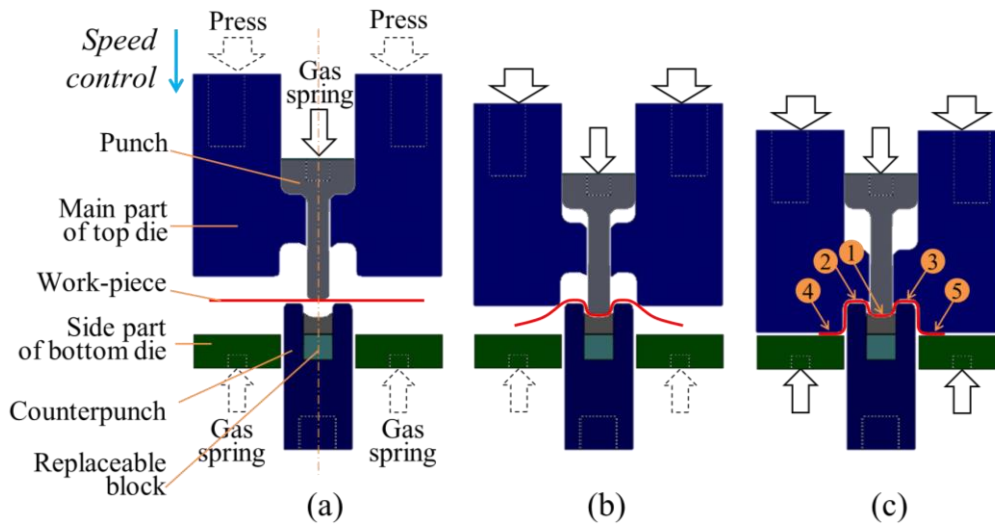 Press
Press
Speed
control
Gas
spring
Punch
Main part
of top die
Work-piece
Side part
of bottom die
Counterpunch
Gas
spring
Gas
spring
Replaceable
block
(a)
(b)
1
2
3
4
5
(c)